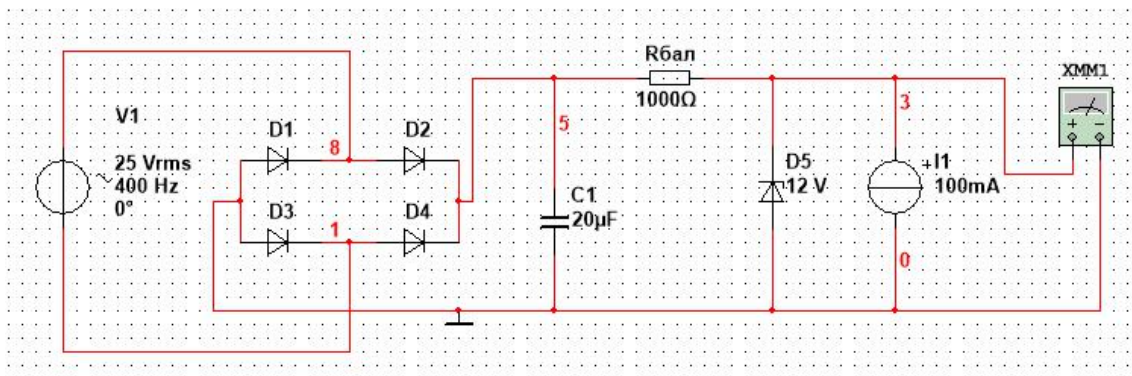 V1
25 Vrms
400 Hz
0°
D1
8
D2
D3
1
D4
5
C1
20µF
Rбал
1000Ω
D5
12 V
3
+
I1
100mA
0
XMM1
+ −